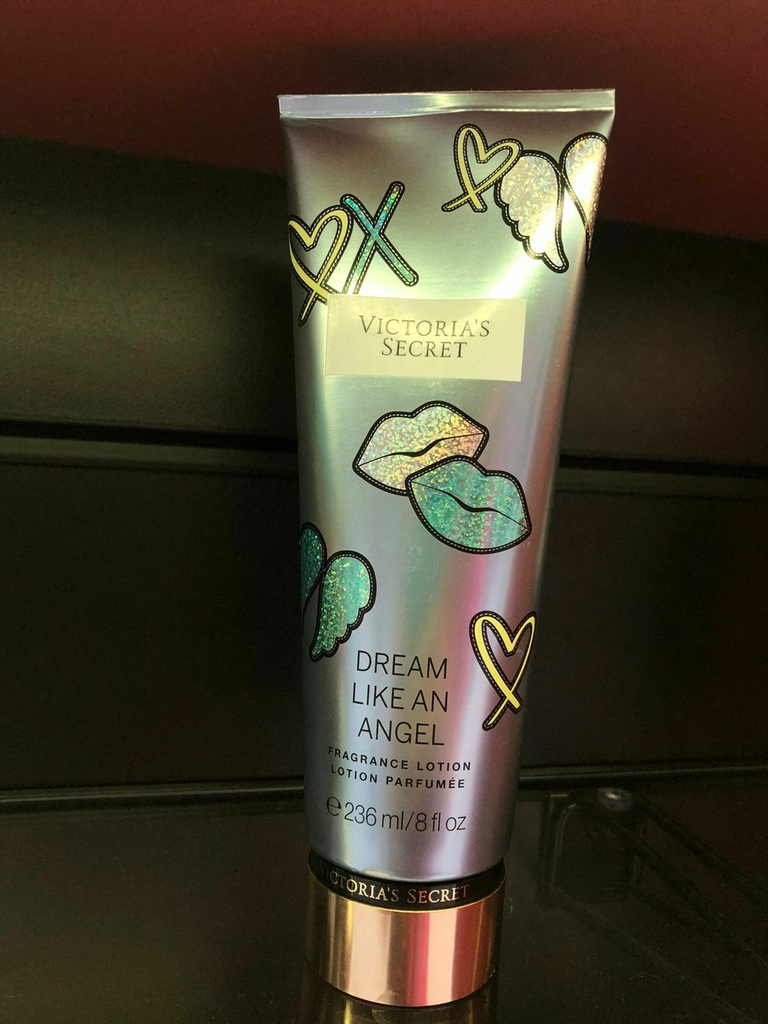 VICTORIA'S
SECRET
DREAM
LIKE AN
ANGEL
FRAGRANCE LOTION
LOTION PARFUMÉE
℮ 236 ml/8 fl oz
VICTORIA'S SECRET